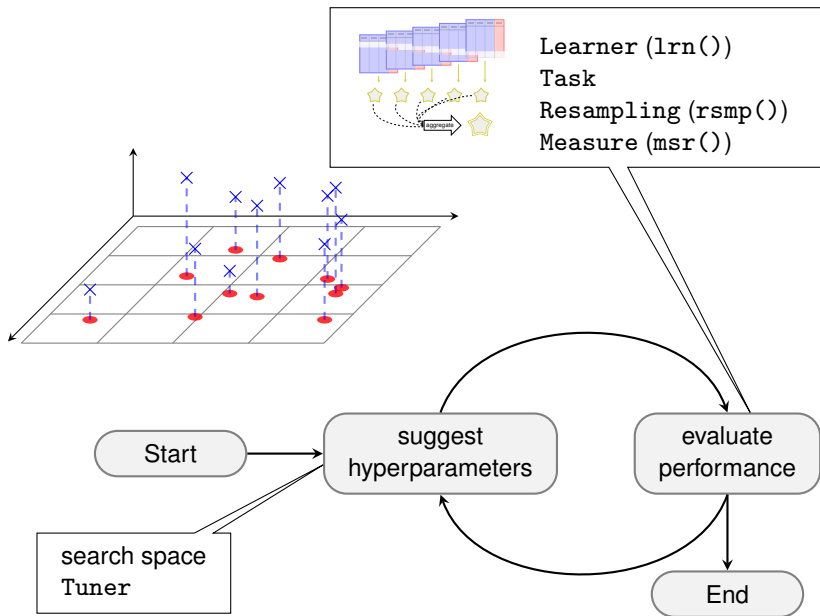 Learner (lrn())
Task
Resampling (rsmp())
Measure (msr())
aggregate
Start
suggest
hyperparameters
evaluate
performance
search space
Tuner
End